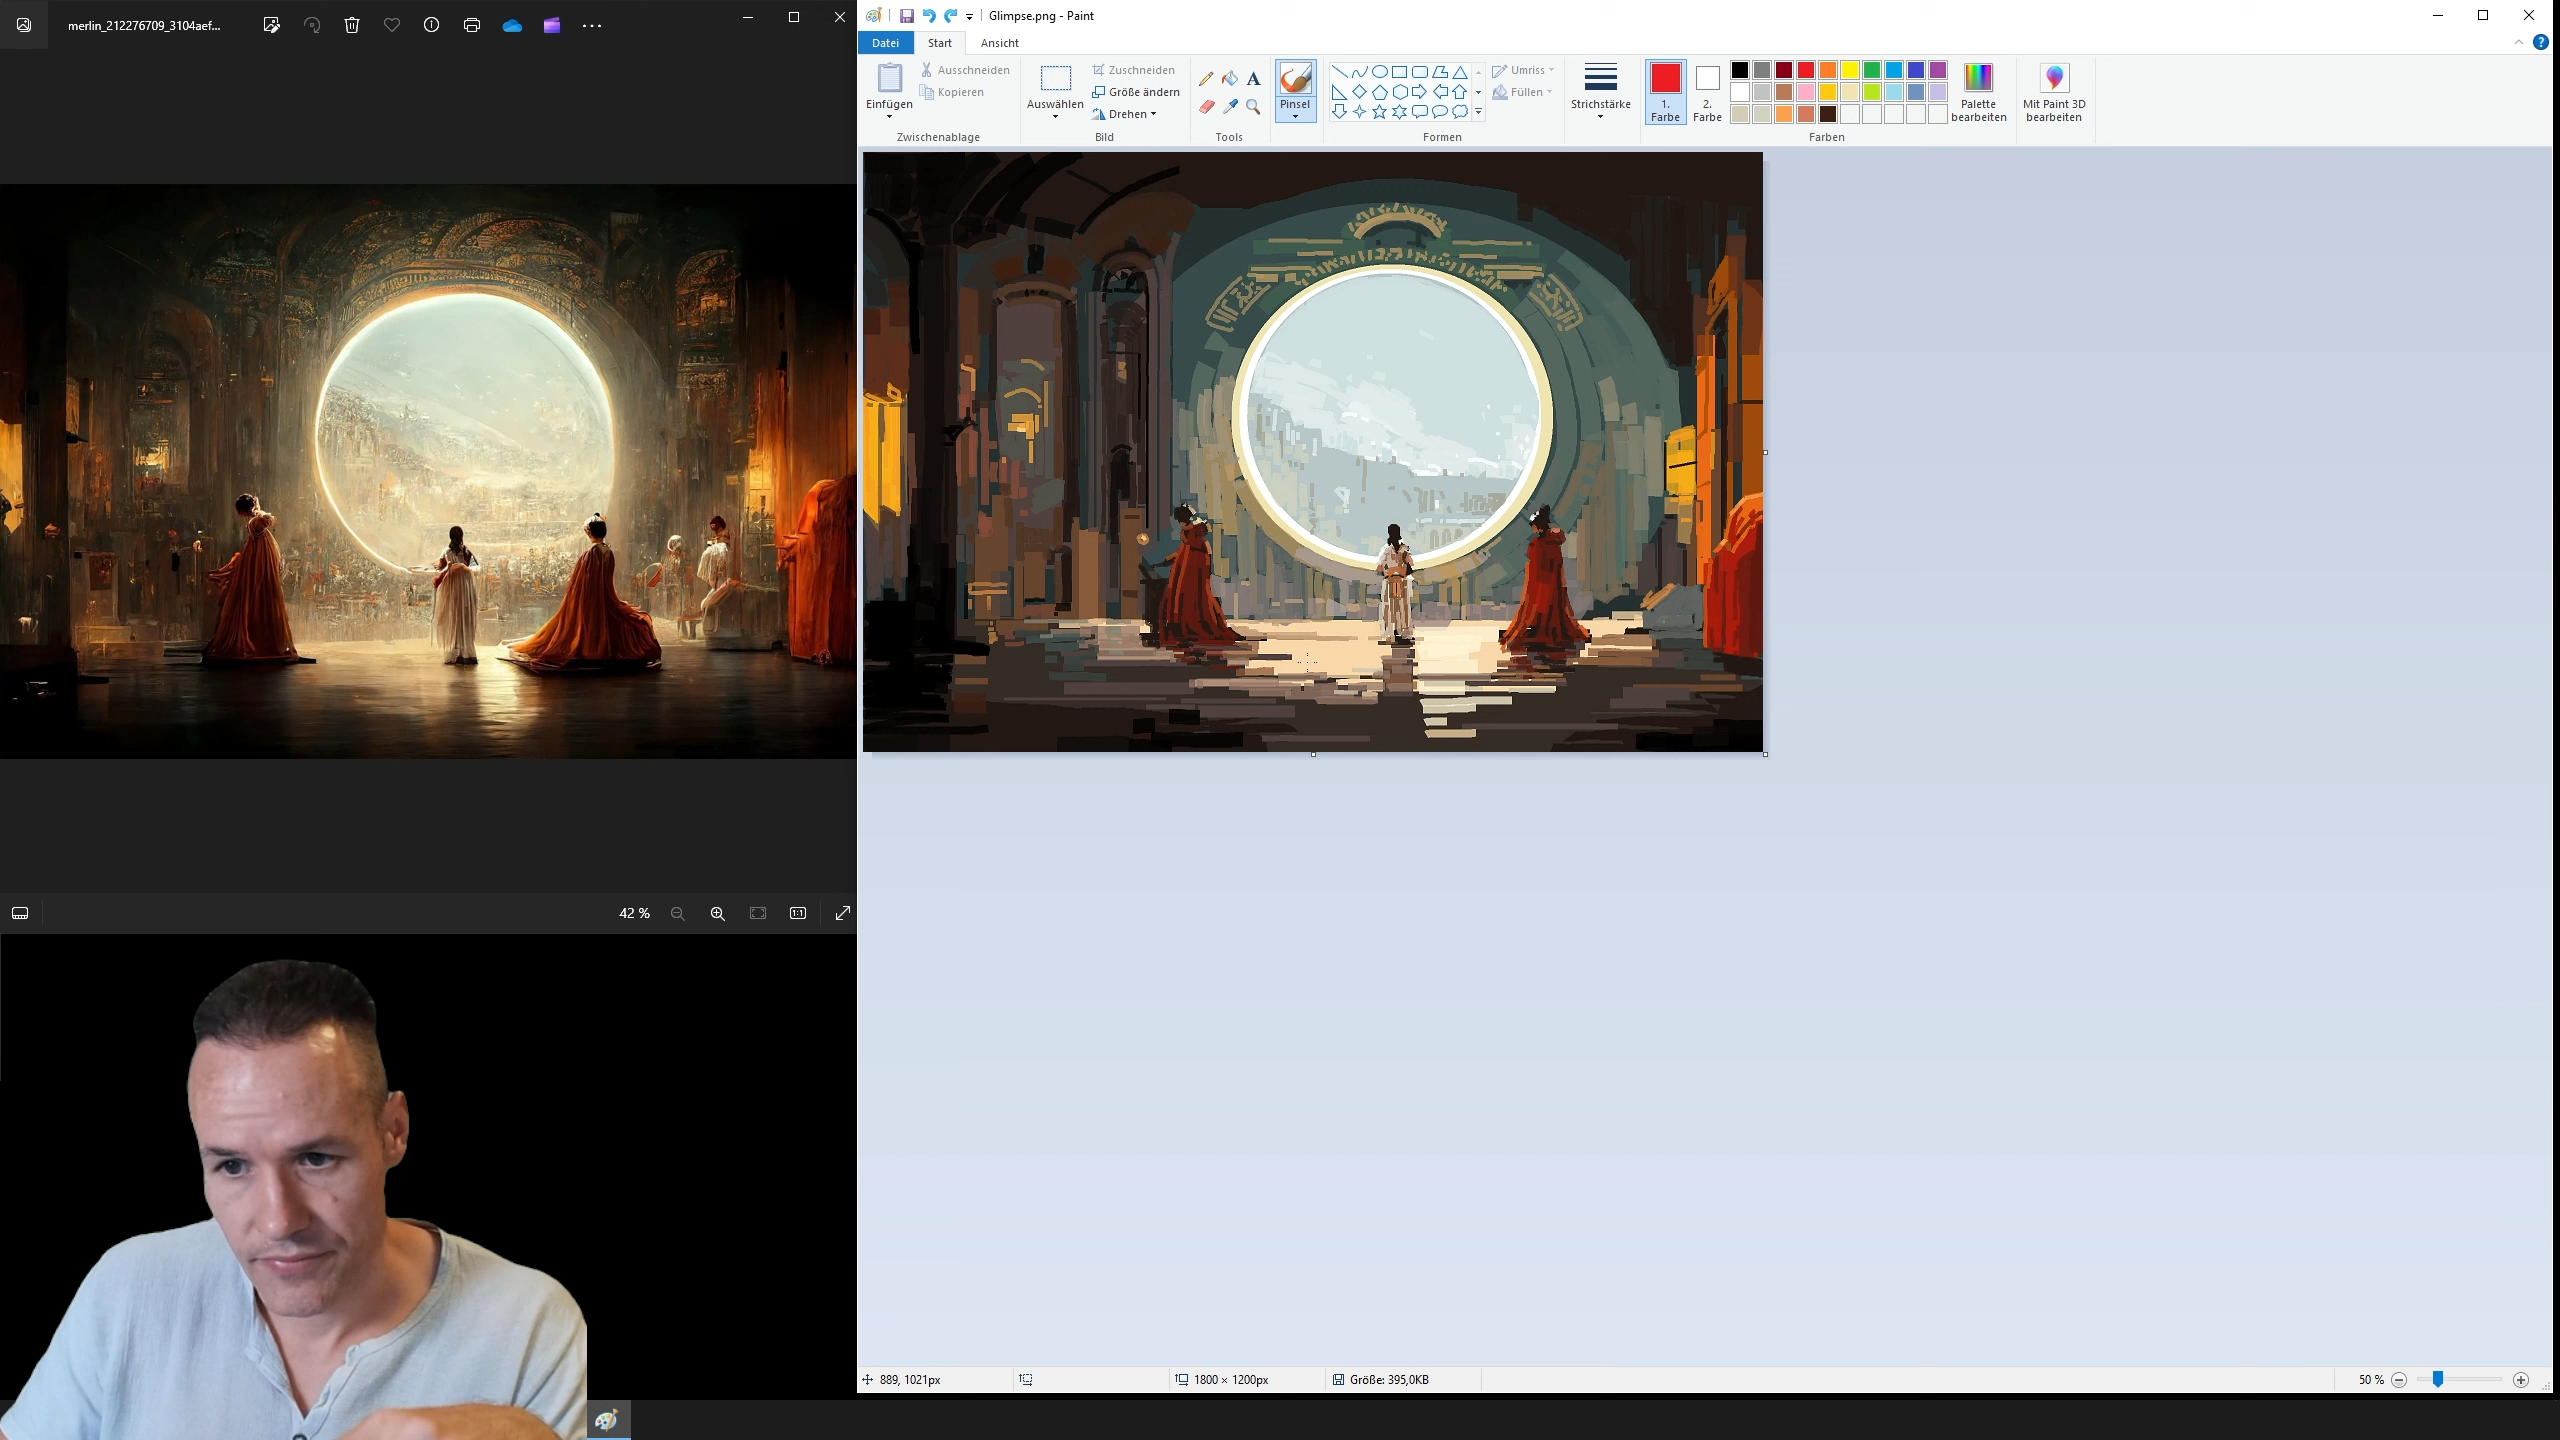 merlin_212276709_3104aef...
Glimpse.png - Paint
Datei
Start
Ansicht
Einfügen
Ausschneiden
Kopieren
Zwischenablage
Auswählen
Zuschneiden
Größe ändern
Drehen
Bild
A
Tools
Pinsel
Formen
Umriss
Füllen
Strichstärke
1.
Farbe
2.
Farbe
Palette
bearbeiten
Farben
Mit Paint 3D
bearbeiten
42 %
1:1
889, 1021px
1800 × 1200px
Größe: 395,0KB
50 %